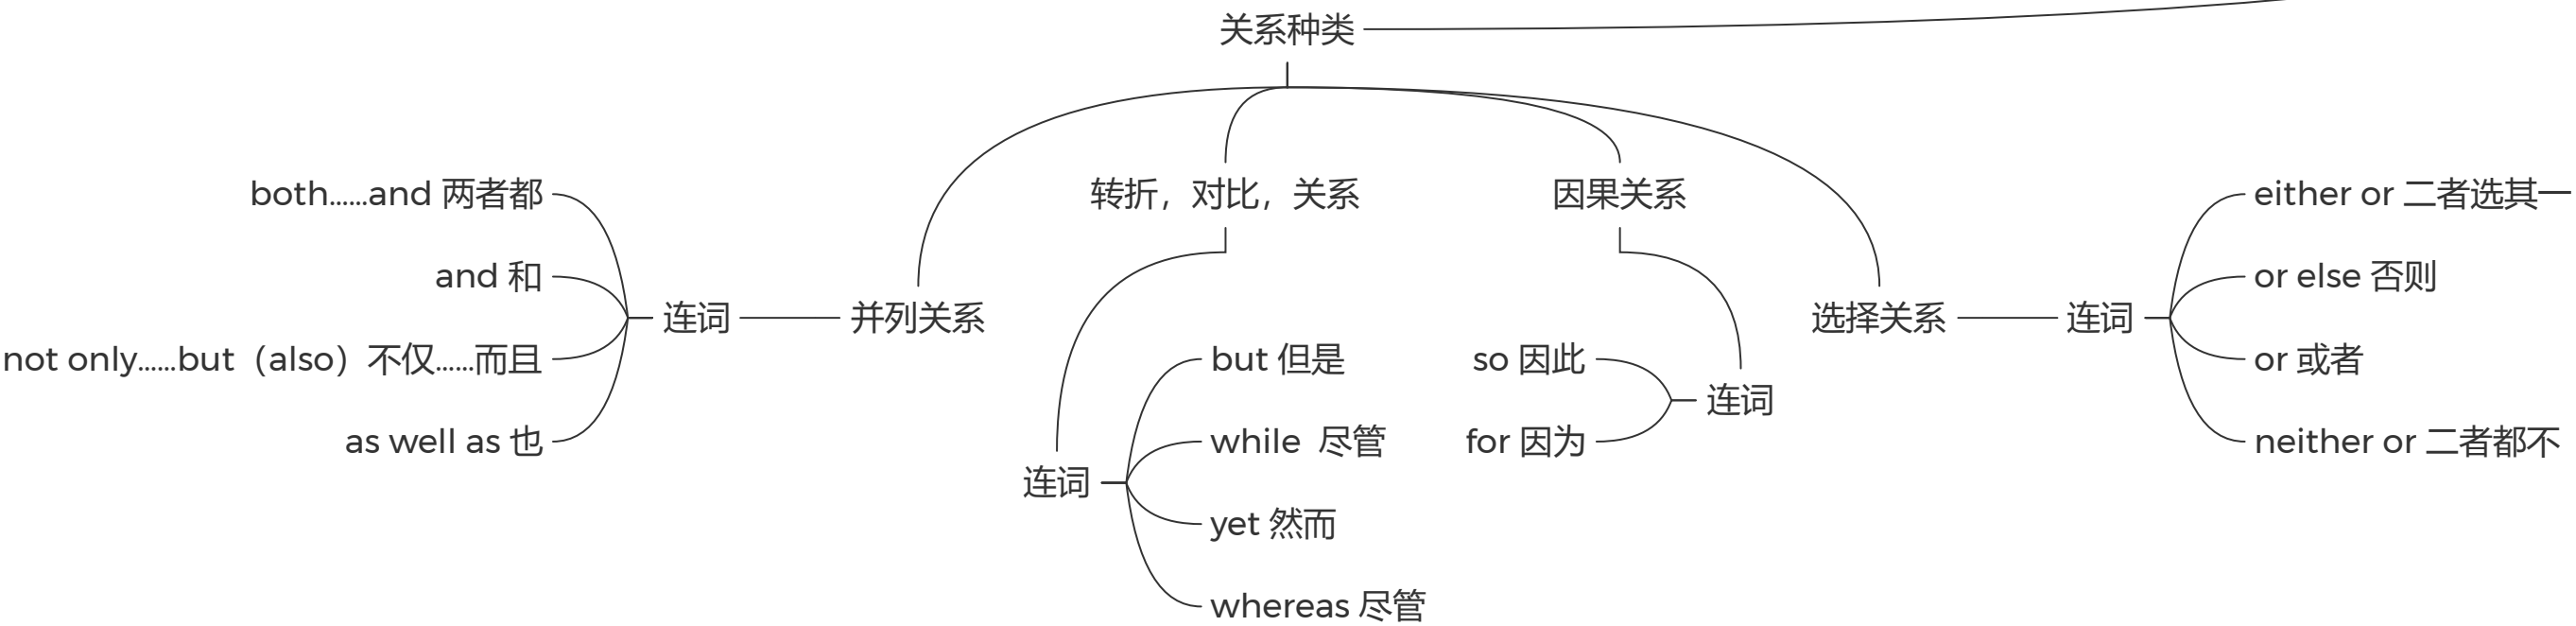 关系种类
both……and 两者都
and 和
not only……but（also）不仅……而且
as well as 也
连词
并列关系
转折，对比，关系
连词
but 但是
while  尽管
yet 然而
whereas 尽管
因果关系
连词
so 因此
for 因为
选择关系
连词
either or 二者选其一
or else 否则
or 或者
neither or 二者都不